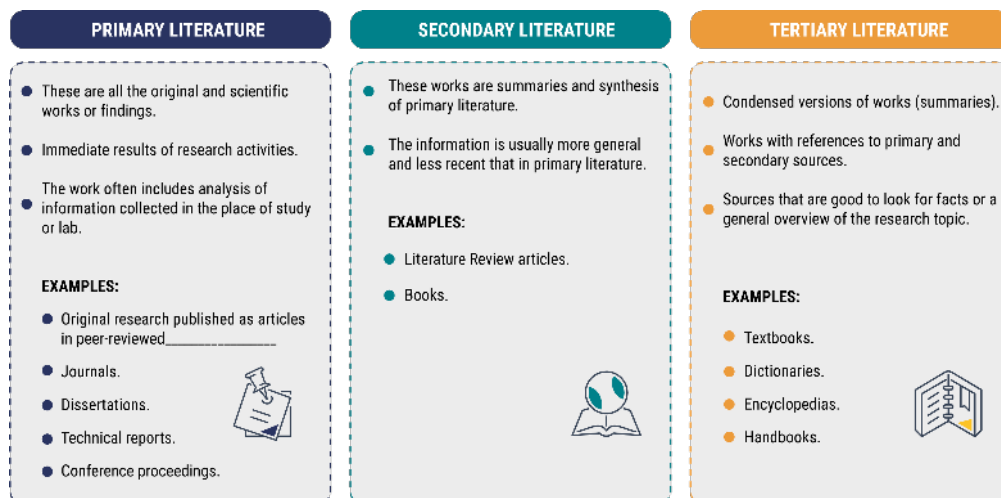 PRIMARY LITERATURE
These are all the original and scientific
works or findings.
Immediate results of research activities.
The work often includes analysis of
information collected in the place of study
or lab.
EXAMPLES:
Original research published as articles
in peer-reviewed________________
Journals.
Dissertations.
Technical reports.
Conference proceedings.
SECONDARY LITERATURE
These works are summaries and synthesis
of primary literature.
The information is usually more general
and less recent that in primary literature.
EXAMPLES:
Literature Review articles.
Books.
TERTIARY LITERATURE
Condensed versions of works (summaries).
Works with references to primary and
secondary sources.
Sources that are good to look for facts or a
general overview of the research topic.
EXAMPLES:
Textbooks.
Dictionaries.
Encyclopedias.
Handbooks.